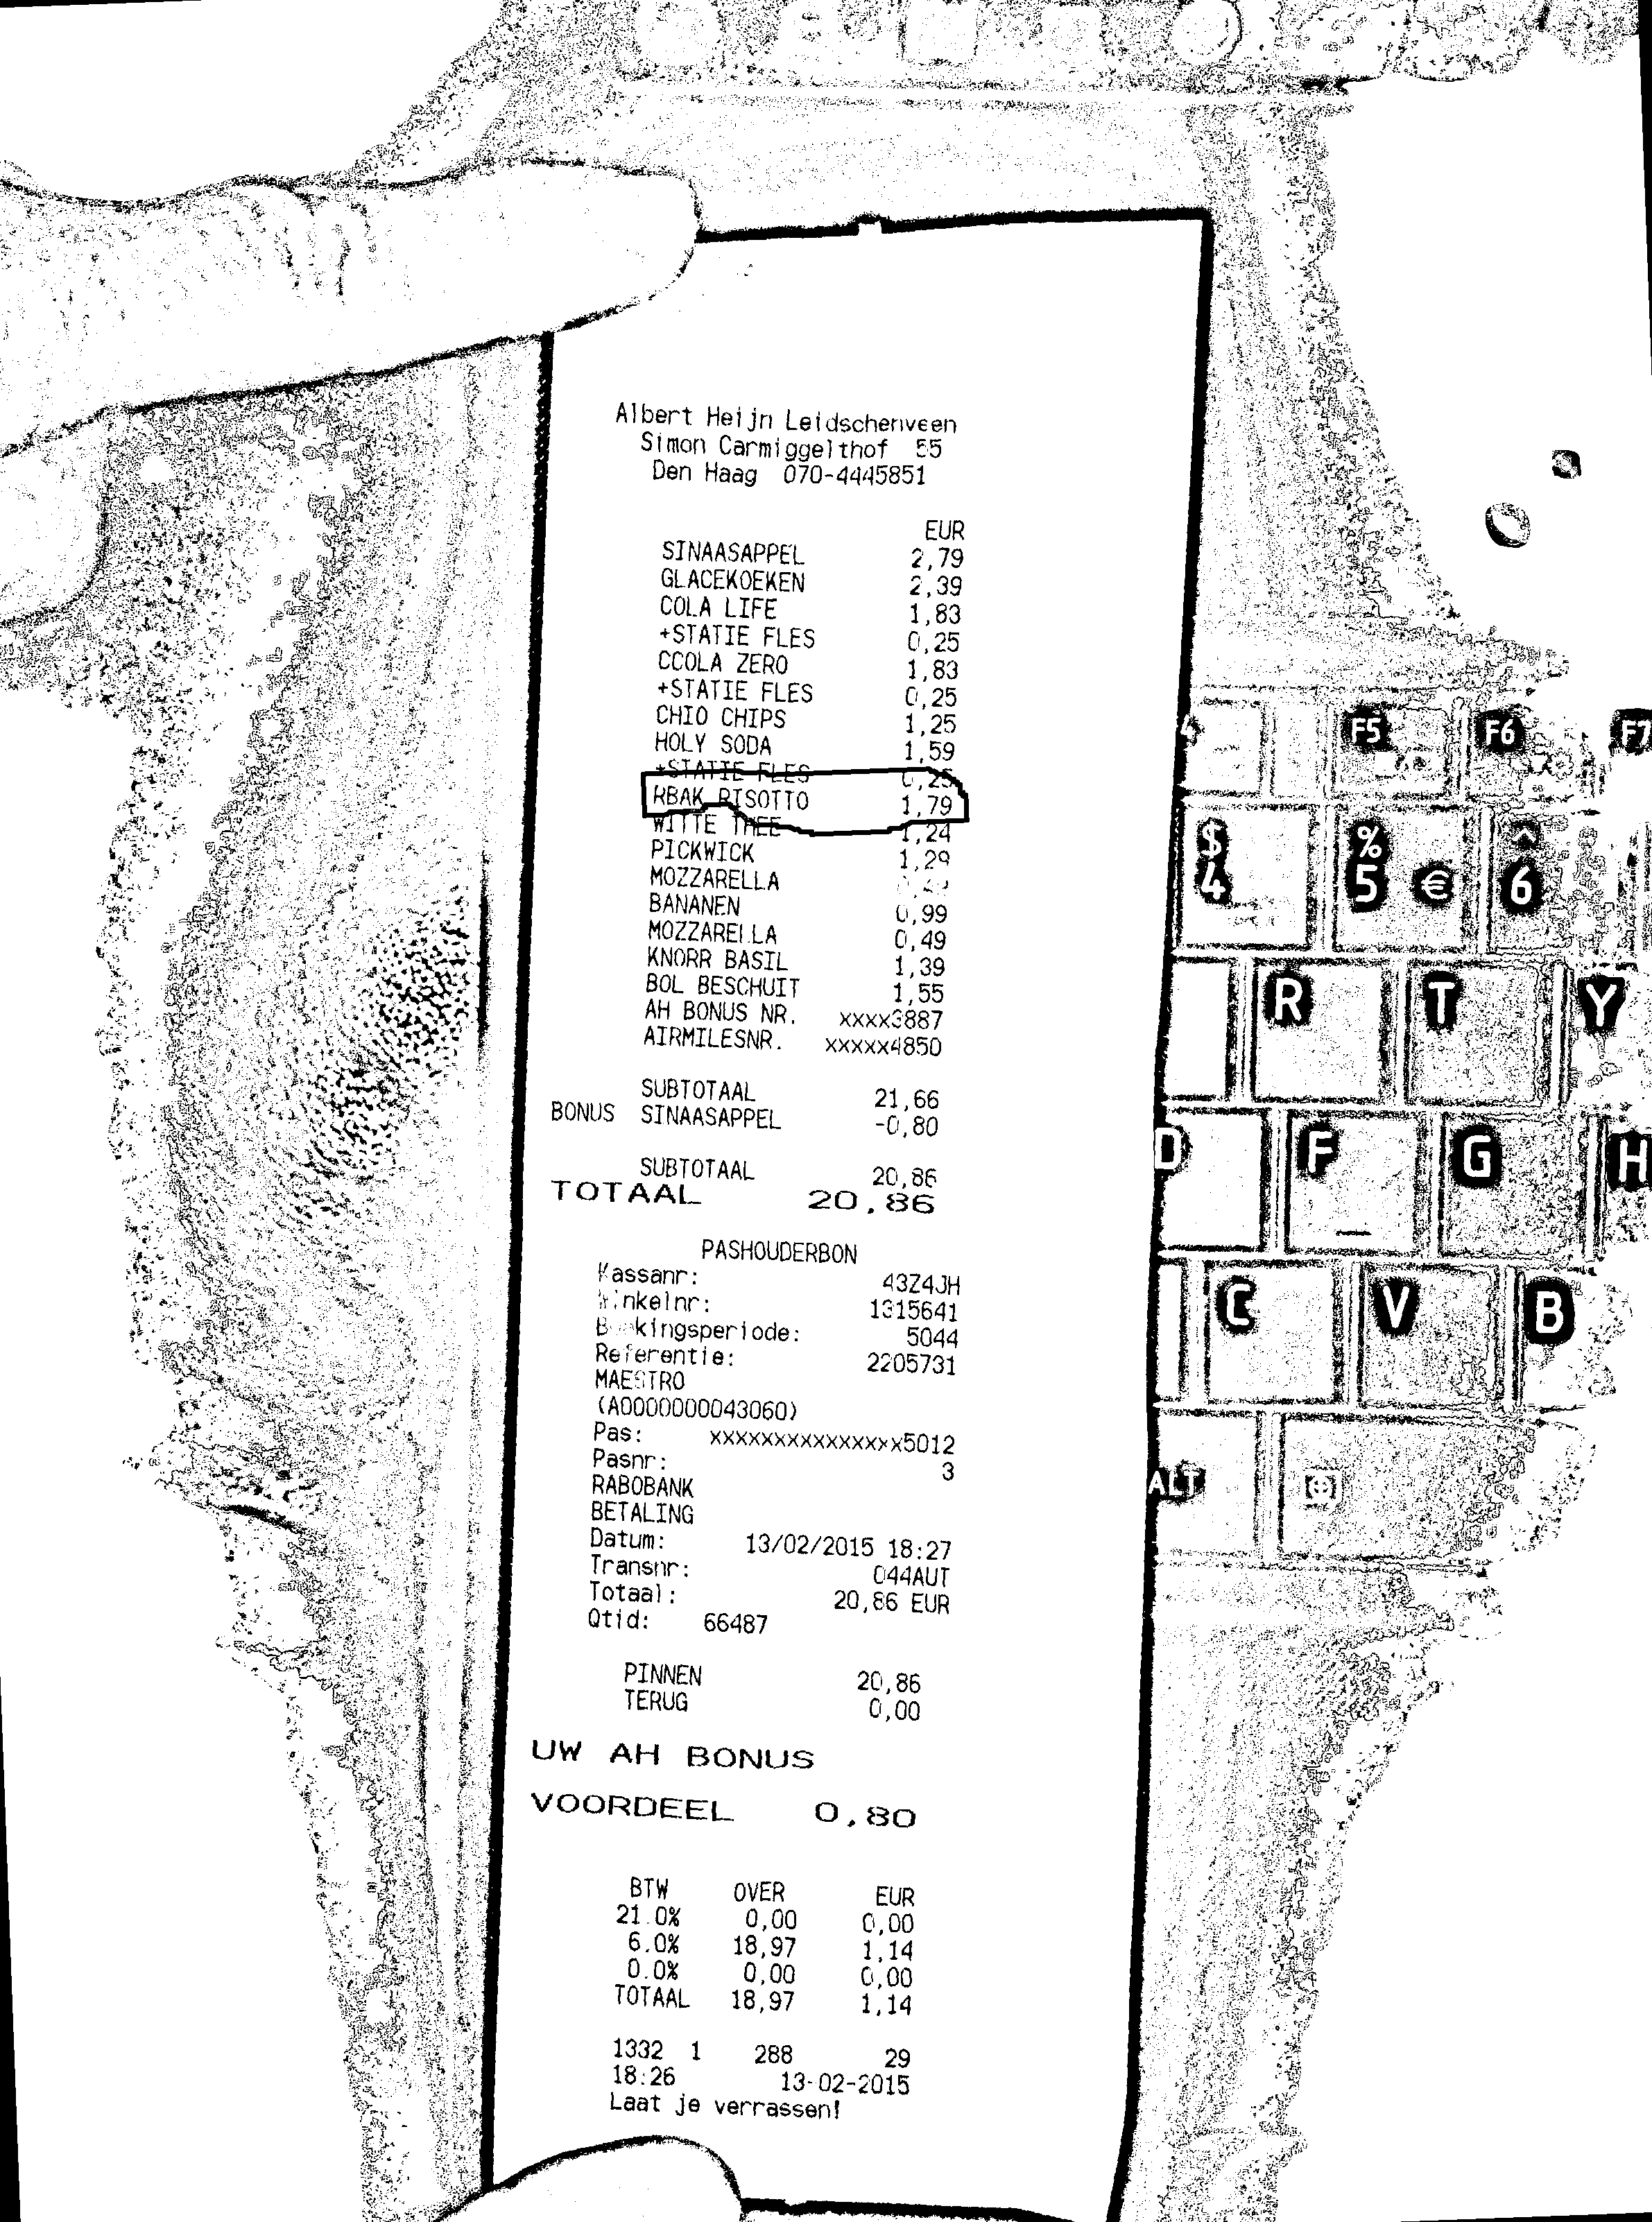 Albert Heijn Leidschenveen
Simon Carmiggelthof 55
Den Haag 070-4445851
EUR
SINAASAPPEL 2,79
GLACEKOEKEN 2,39
COLA LIFE 1,83
+STATIE FLES 0,25
CCOLA ZERO 1,83
+STATIE FLES 0,25
CHIO CHIPS 1,25
HOLY SODA 1,59
+STATIE FLES 0,25
RBAK RISOTTO 1,79
WITTE THEE 1,24
PICKWICK 1,29
MOZZARELLA
BANANEN 0,99
MOZZARELLA 0,49
KNORR BASIL 1,39
BOL BESCHUIT 1,55
AH BONUS NR. xxxx3887
AIRMILESNR. xxxxx4850
SUBTOTAAL 21,66
BONUS SINAASAPPEL -0,80
SUBTOTAAL 20,86
TOTAAL 20,86
PASHOUDERBON
Kassanr: 43Z4JH
Winkelnr: 1315641
Boekingsperiode: 5044
Referentie: 2205731
MAESTRO
(A0000000043060)
Pas: xxxxxxxxxxxxxxx5012
Pasnr: 3
RABOBANK
BETALING
Datum: 13/02/2015 18:27
Transnr: 044AUT
Totaal: 20,86 EUR
Qtid: 66487
PINNEN 20,86
TERUG 0,00
UW AH BONUS
VOORDEEL 0,80
BTW OVER EUR
21.0% 0,00 0,00
6.0% 18,97 1,14
0.0% 0,00 0,00
TOTAAL 18,97 1,14
1332 1 288 29
18:26 13-02-2015
Laat je verrassen!
F5 F6 F7
$ 4 % 5 € ^ 6
R T Y
D F G H
C V B
ALT